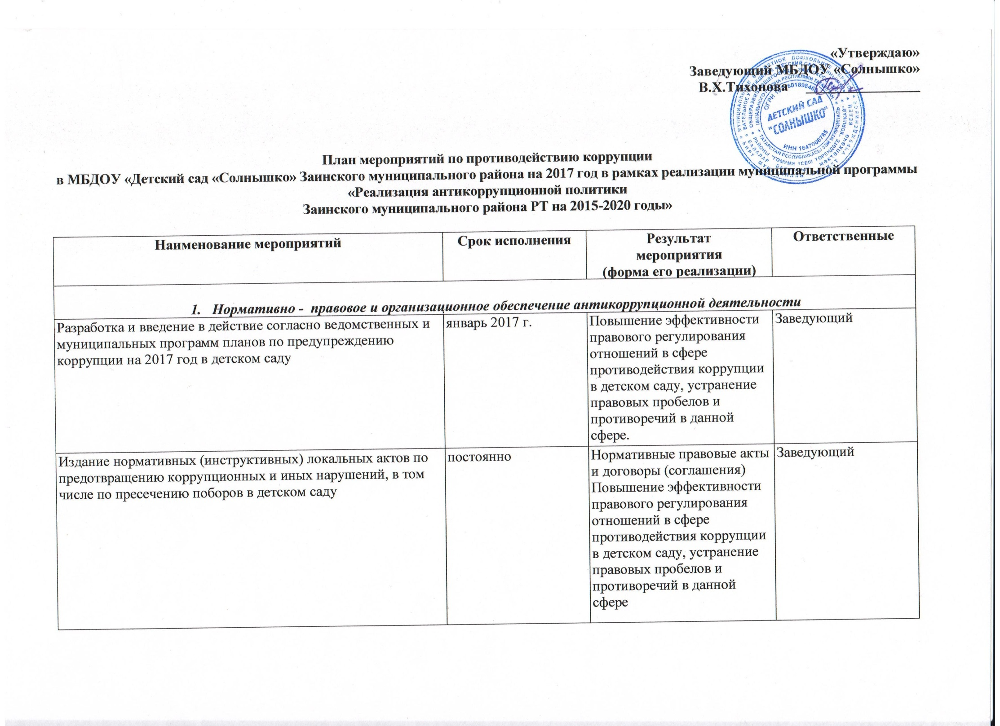 «Утверждаю»
Заведующий МБДОУ «Солнышко»
В.Х.Тихонова
ДЕТСКИЙ САД
"СОЛНЫШКО"
ИНН 1647008785
План мероприятий по противодействию коррупции
в МБДОУ «Детский сад «Солнышко» Заинского муниципального района на 2017 год в рамках реализации муниципальной программы
«Реализация антикоррупционной политики
Заинского муниципального района РТ на 2015-2020 годы»
Наименование мероприятий
Срок исполнения
Результат
мероприятия
(форма его реализации)
Ответственные
1. Нормативно - правовое и организационное обеспечение антикоррупционной деятельности
Разработка и введение в действие согласно ведомственных и
муниципальных программ планов по предупреждению
коррупции на 2017 год в детском саду
январь 2017 г.
Повышение эффективности
правового регулирования
отношений в сфере
противодействия коррупции
в детском саду, устранение
правовых пробелов и
противоречий в данной
сфере.
Заведующий
Издание нормативных (инструктивных) локальных актов по
предотвращению коррупционных и иных нарушений, в том
числе по пресечению поборов в детском саду
постоянно
Нормативные правовые акты
и договоры (соглашения)
Повышение эффективности
правового регулирования
отношений в сфере
противодействия коррупции
в детском саду, устранение
правовых пробелов и
противоречий в данной
сфере
Заведующий